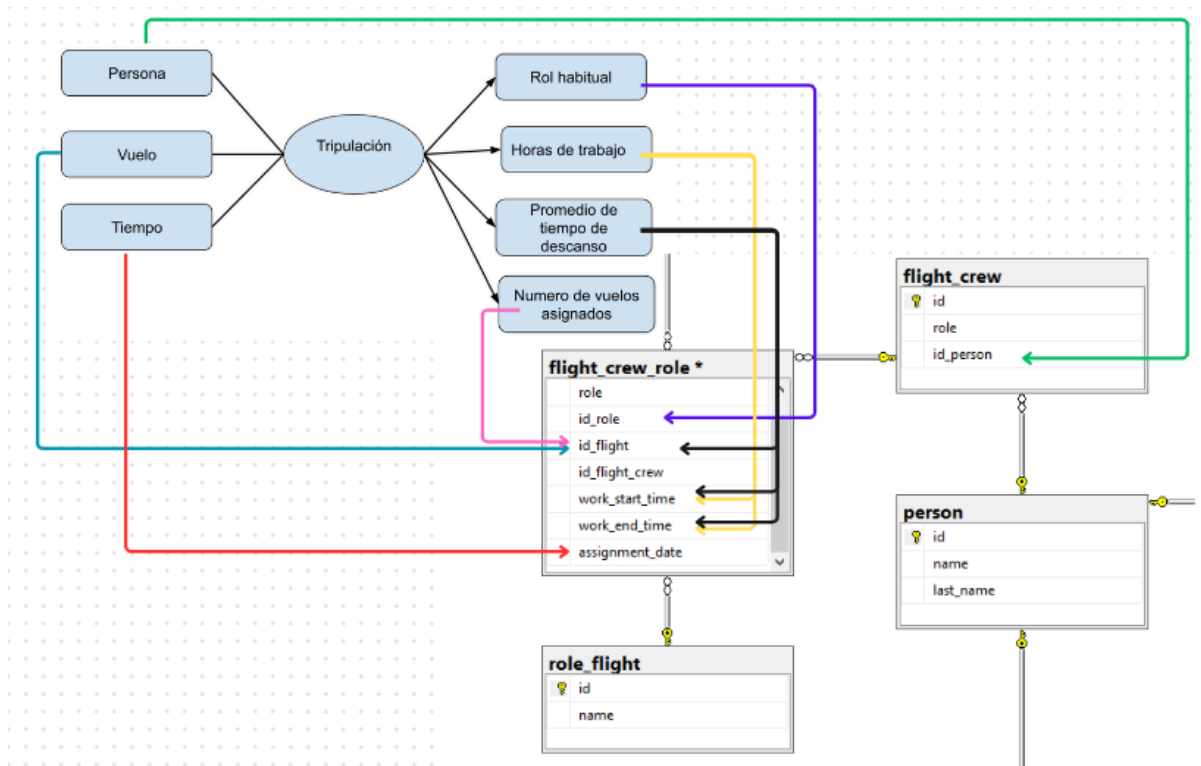 Persona
Vuelo
Tiempo
Tripulación
Rol habitual
Horas de trabajo
Promedio de
tiempo de
descanso
Numero de vuelos
asignados
flight_crew_role *
role
id_role
id_flight
id_flight_crew
work_start_time
work_end_time
assignment_date
flight_crew
id
role
id_person
person
id
name
last_name
role_flight
id
name